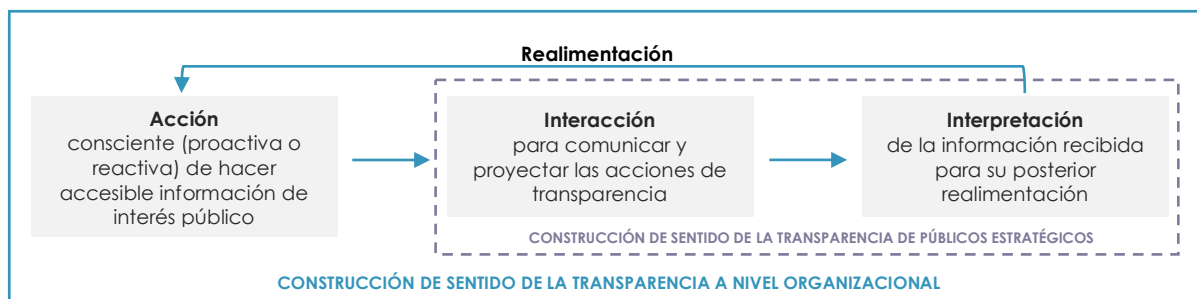 Realimentación
Acción
consciente (proactiva o
reactiva) de hacer
accesible información de
interés público
Interacción
para comunicar y
proyectar las acciones de
transparencia
Interpretación
de la información recibida
para su posterior
realimentación
CONSTRUCCIÓN DE SENTIDO DE LA TRANSPARENCIA DE PÚBLICOS ESTRATÉGICOS
CONSTRUCCIÓN DE SENTIDO DE LA TRANSPARENCIA A NIVEL ORGANIZACIONAL